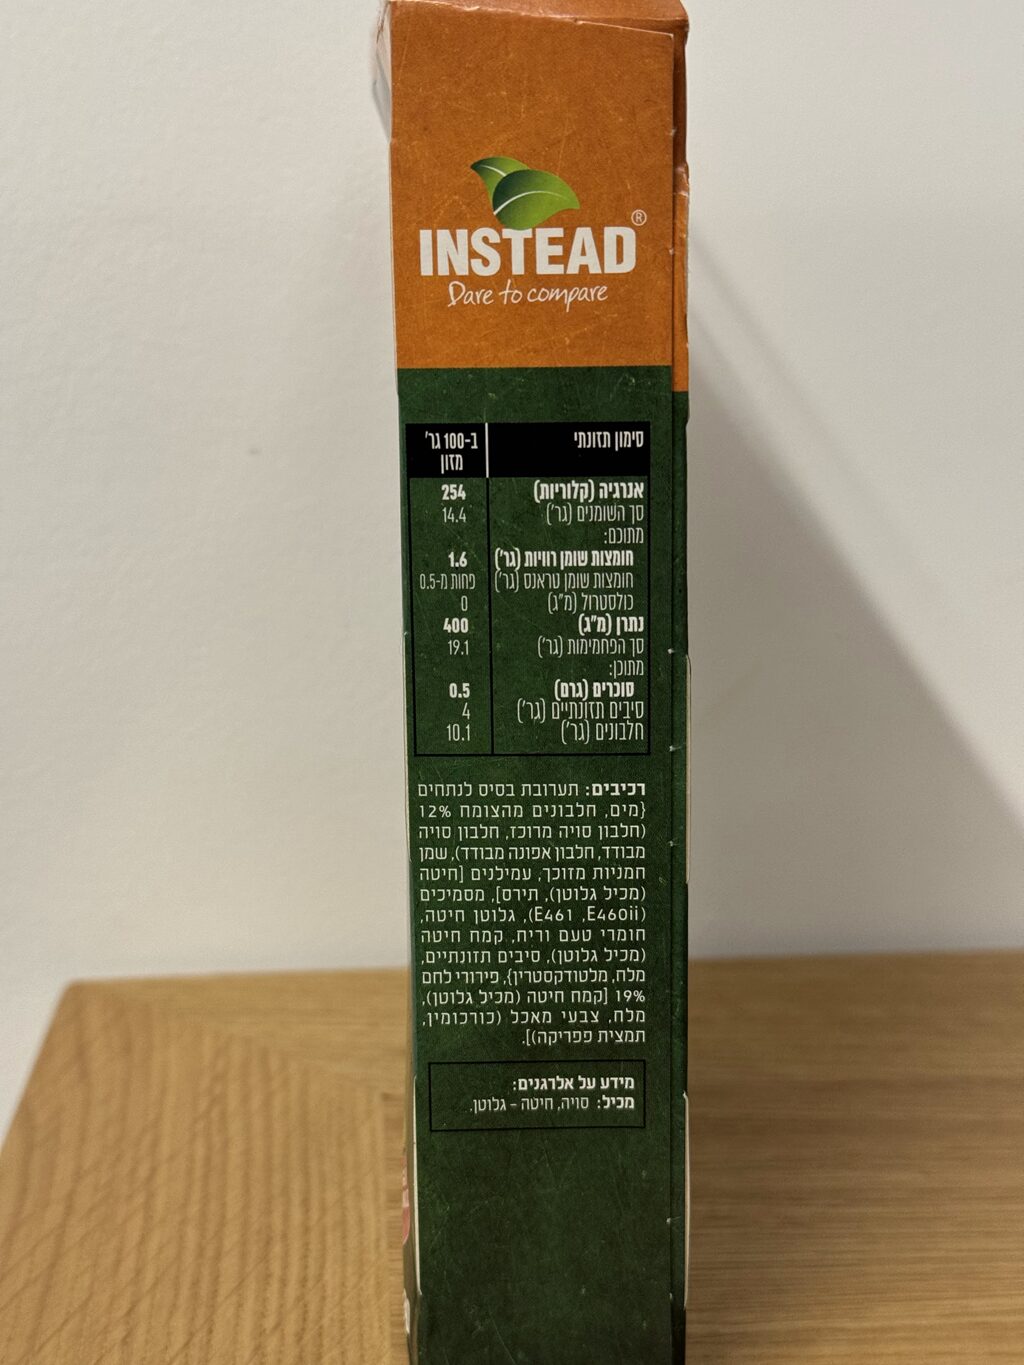 INSTEAD®
Dare to compare
סימון תזונתי ב-100 גר' מזון
אנרגיה (קלוריות) 254
סך השומנים (גר') 14.4
מתוכם:
חומצות שומן רוויות (גר') 1.6
חומצות שומן טראנס (גר') פחות מ-0.5
כולסטרול (מ"ג) 0
נתרן (מ"ג) 400
סך הפחמימות (גר') 19.1
מתוכן:
סוכרים (גרם) 0.5
סיבים תזונתיים (גר') 4
חלבונים (גר') 10.1
רכיבים: תערובת בסיס לנתחים
{מים, חלבונים מהצומח 12%
(חלבון סויה מרוכז, חלבון סויה
מבודד, חלבון אפונה מבודד), שמן
חמניות מזוכך, עמילנים [חיטה
(מכיל גלוטן), תירס], מסמיכים
(E461 ,E460ii), גלוטן חיטה,
חומרי טעם וריח, קמח חיטה
(מכיל גלוטן), סיבים תזונתיים,
מלח, מלטודקסטרין}, פירורי לחם
19% [קמח חיטה (מכיל גלוטן),
מלח, צבעי מאכל (כורכומין,
תמצית פפריקה)].
מידע על אלרגנים:
מכיל: סויה, חיטה – גלוטן.